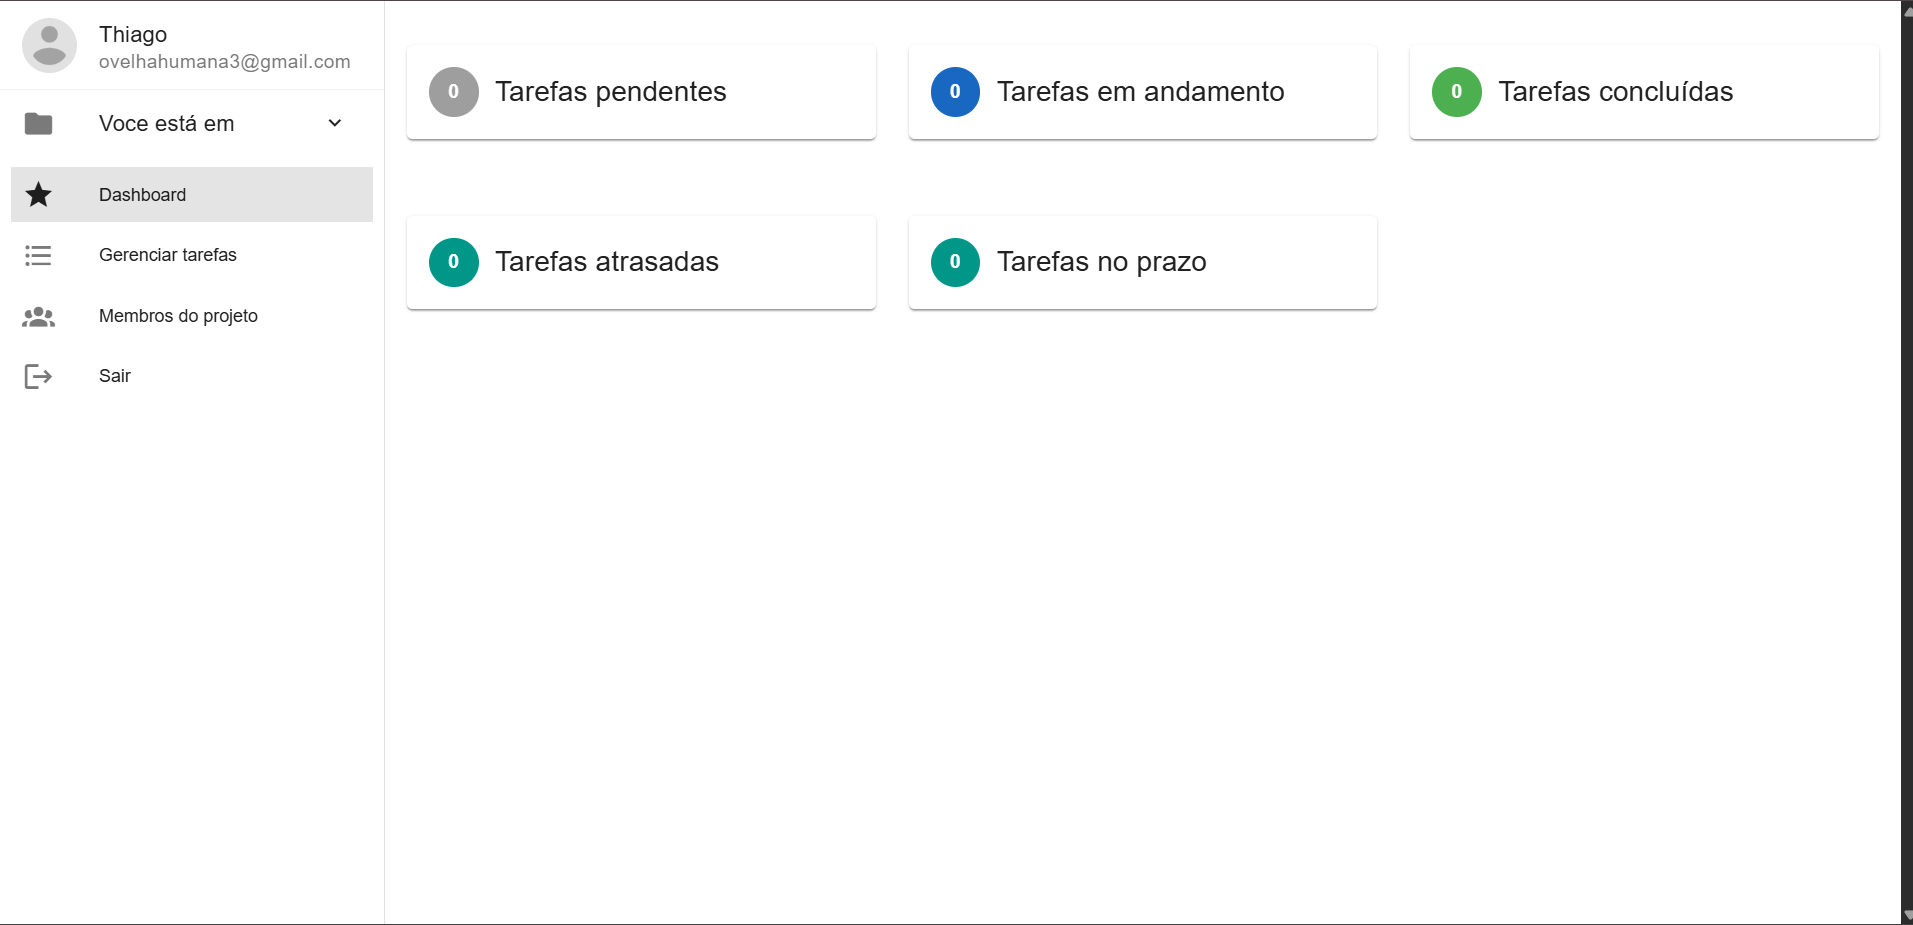 Thiago
ovelhahumana3@gmail.com
Voce está em
Dashboard
Gerenciar tarefas
Membros do projeto
Sair
0 Tarefas pendentes
0 Tarefas em andamento
0 Tarefas concluídas
0 Tarefas atrasadas
0 Tarefas no prazo